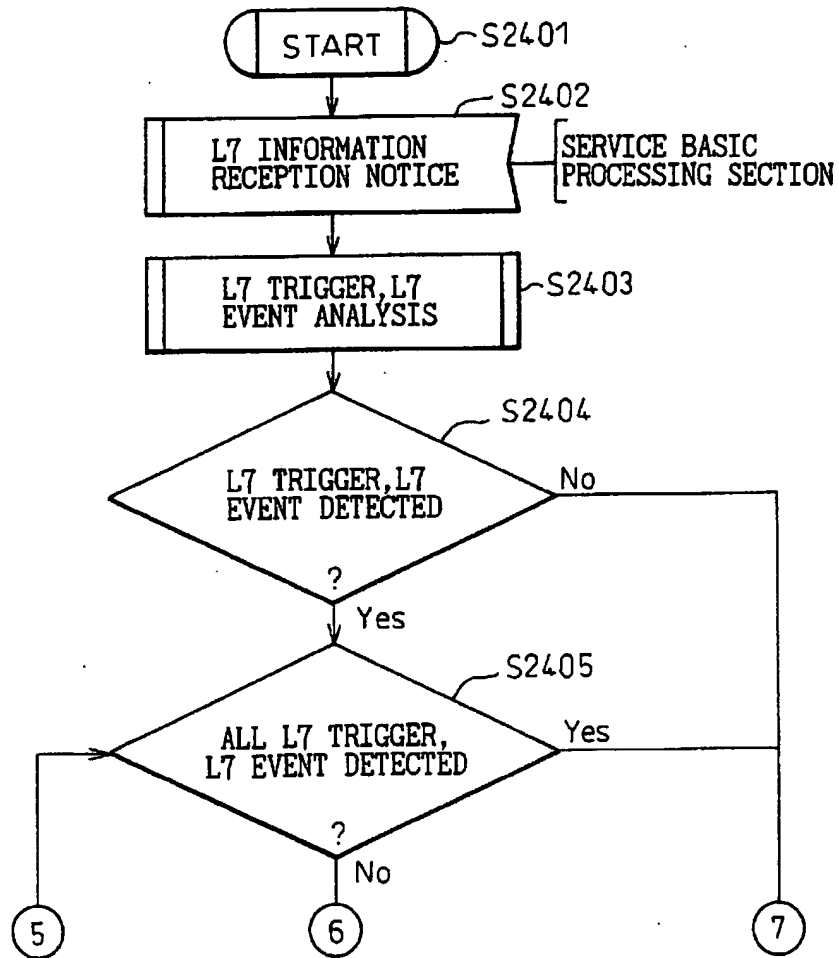 START
S2401
S2402
L7 INFORMATION
RECEPTION NOTICE
SERVICE BASIC
PROCESSING SECTION
L7 TRIGGER,L7
EVENT ANALYSIS
S2403
S2404
L7 TRIGGER,L7
EVENT DETECTED
?
No
Yes
S2405
ALL L7 TRIGGER,
L7 EVENT DETECTED
?
Yes
No
5
6
7